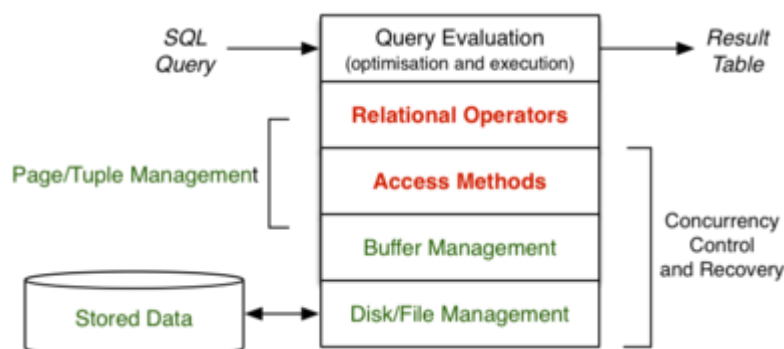 SQL
Query
Query Evaluation
(optimisation and execution)
Result
Table
Relational Operators
Page/Tuple Management
Access Methods
Buffer Management
Concurrency
Control
and Recovery
Stored Data
Disk/File Management